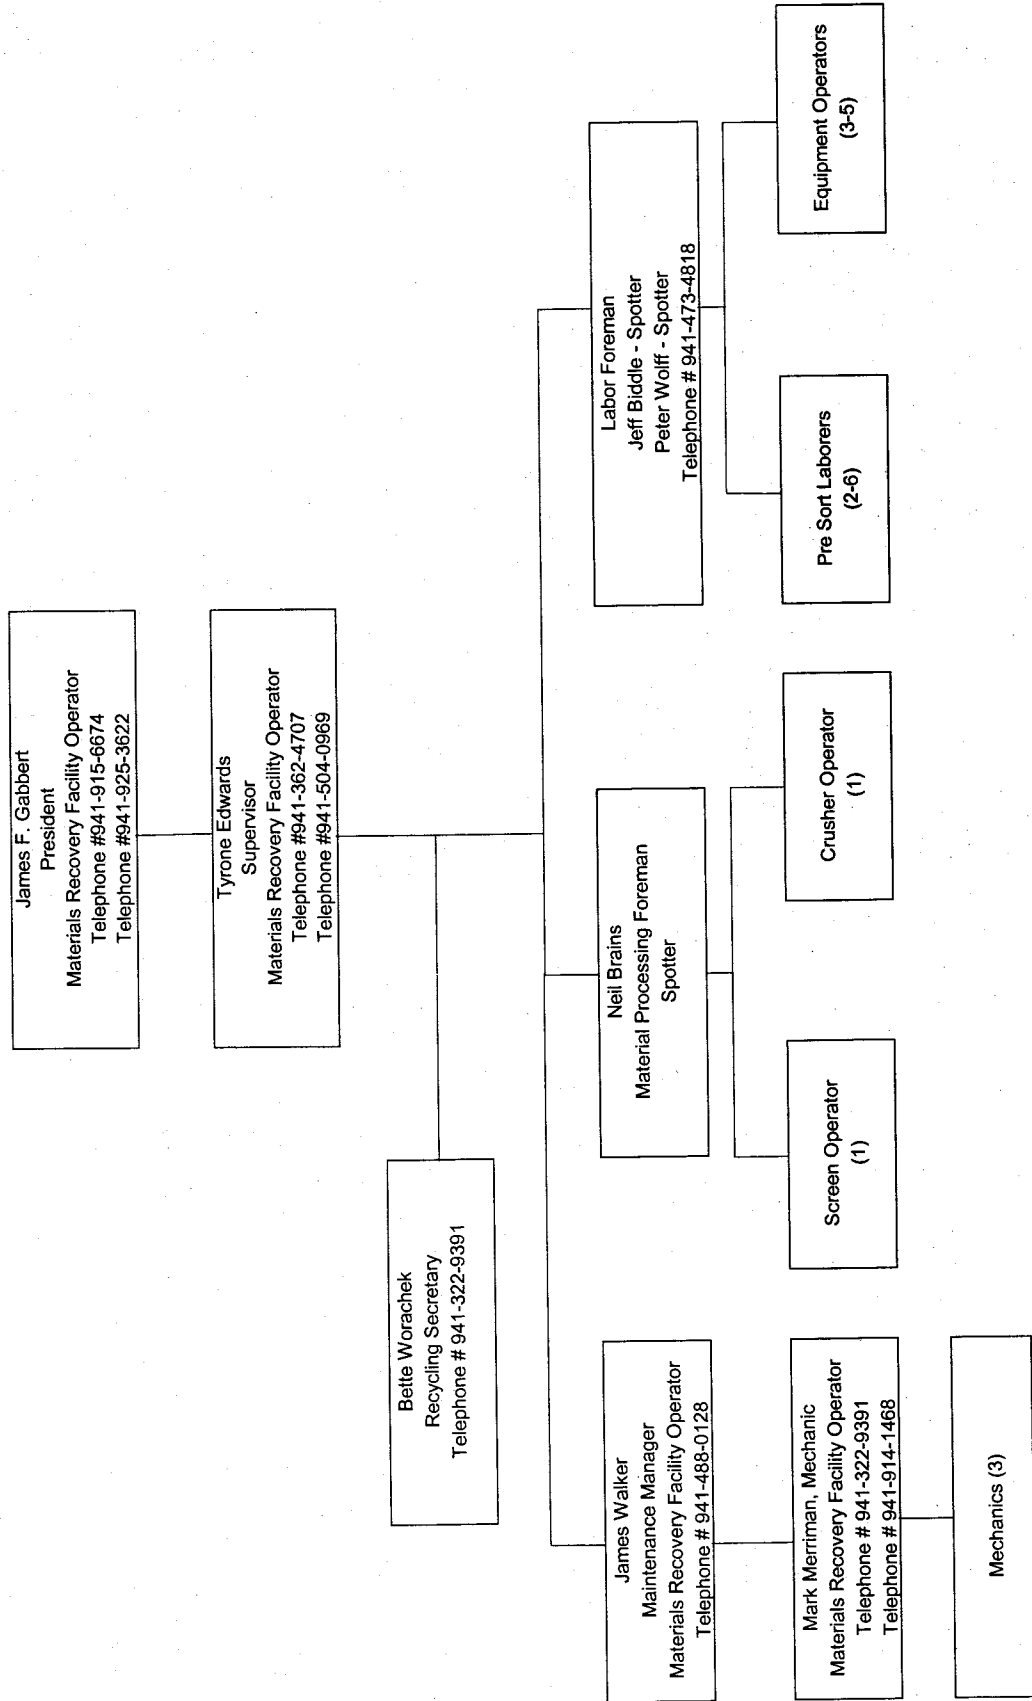 James F. Gabbert
President
Materials Recovery Facility Operator
Telephone #941-915-6674
Telephone #941-925-3622
Tyrone Edwards
Supervisor
Materials Recovery Facility Operator
Telephone #941-362-4707
Telephone #941-504-0969
Bette Worachek
Recycling Secretary
Telephone # 941-322-9391
James Walker
Maintenance Manager
Materials Recovery Facility Operator
Telephone # 941-488-0128
Neil Brains
Material Processing Foreman
Spotter
Labor Foreman
Jeff Biddle - Spotter
Peter Wolff - Spotter
Telephone # 941-473-4818
Mark Merriman, Mechanic
Materials Recovery Facility Operator
Telephone # 941-322-9391
Telephone # 941-914-1468
Screen Operator
(1)
Crusher Operator
(1)
Pre Sort Laborers
(2-6)
Equipment Operators
(3-5)
Mechanics (3)